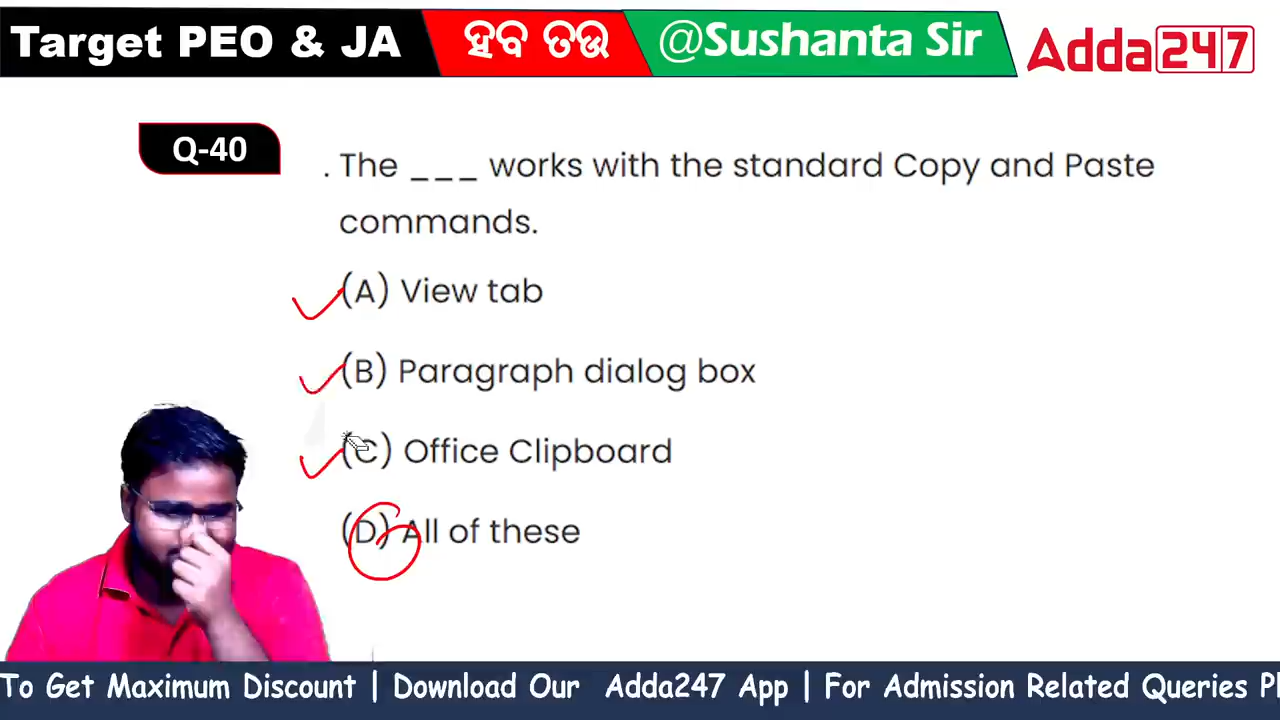 Target PEO & JA ହବ ତଉ @Sushanta Sir Adda247
Q-40
. The ___ works with the standard Copy and Paste
commands.
(A) View tab
(B) Paragraph dialog box
(C) Office Clipboard
(D) All of these
To Get Maximum Discount | Download Our Adda247 App | For Admission Related Queries Pl